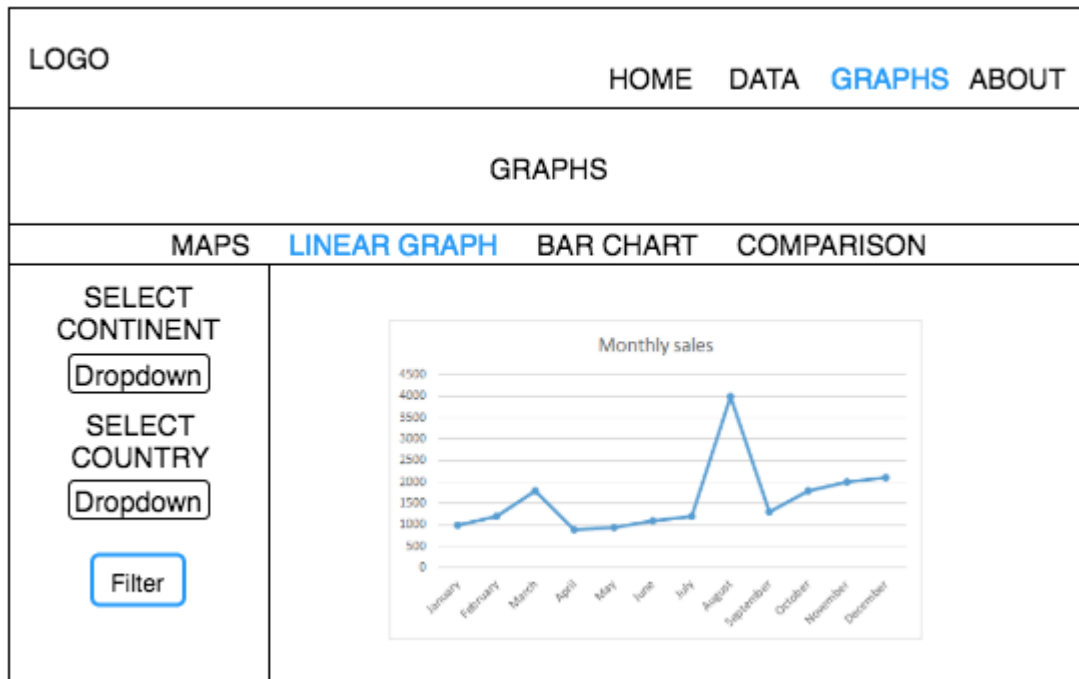 LOGO
HOME DATA GRAPHS ABOUT
GRAPHS
MAPS LINEAR GRAPH BAR CHART COMPARISON
SELECT
CONTINENT
Dropdown
SELECT
COUNTRY
Dropdown
Filter
Monthly sales
4500
4000
3500
3000
2500
2000
1500
1000
500
0
January February March April May June July August September October November December